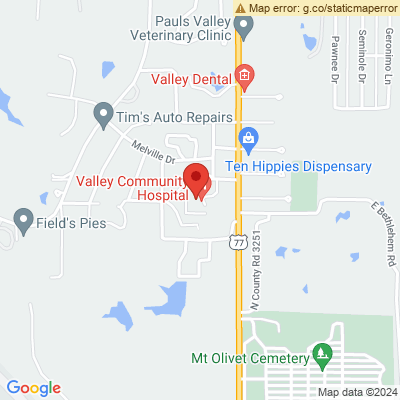 Map error: g.co/staticmaperror
Pauls Valley
Veterinary Clinic
Pawnee Dr
Seminole Dr
Geronimo Ln
Valley Dental
Tim's Auto Repairs
Melville Dr
Ten Hippies Dispensary
Valley Community
Hospital
Field's Pies
77
N County Rd 3251
E Bethlehem Rd
Mt Olivet Cemetery
Google
Map data ©2024